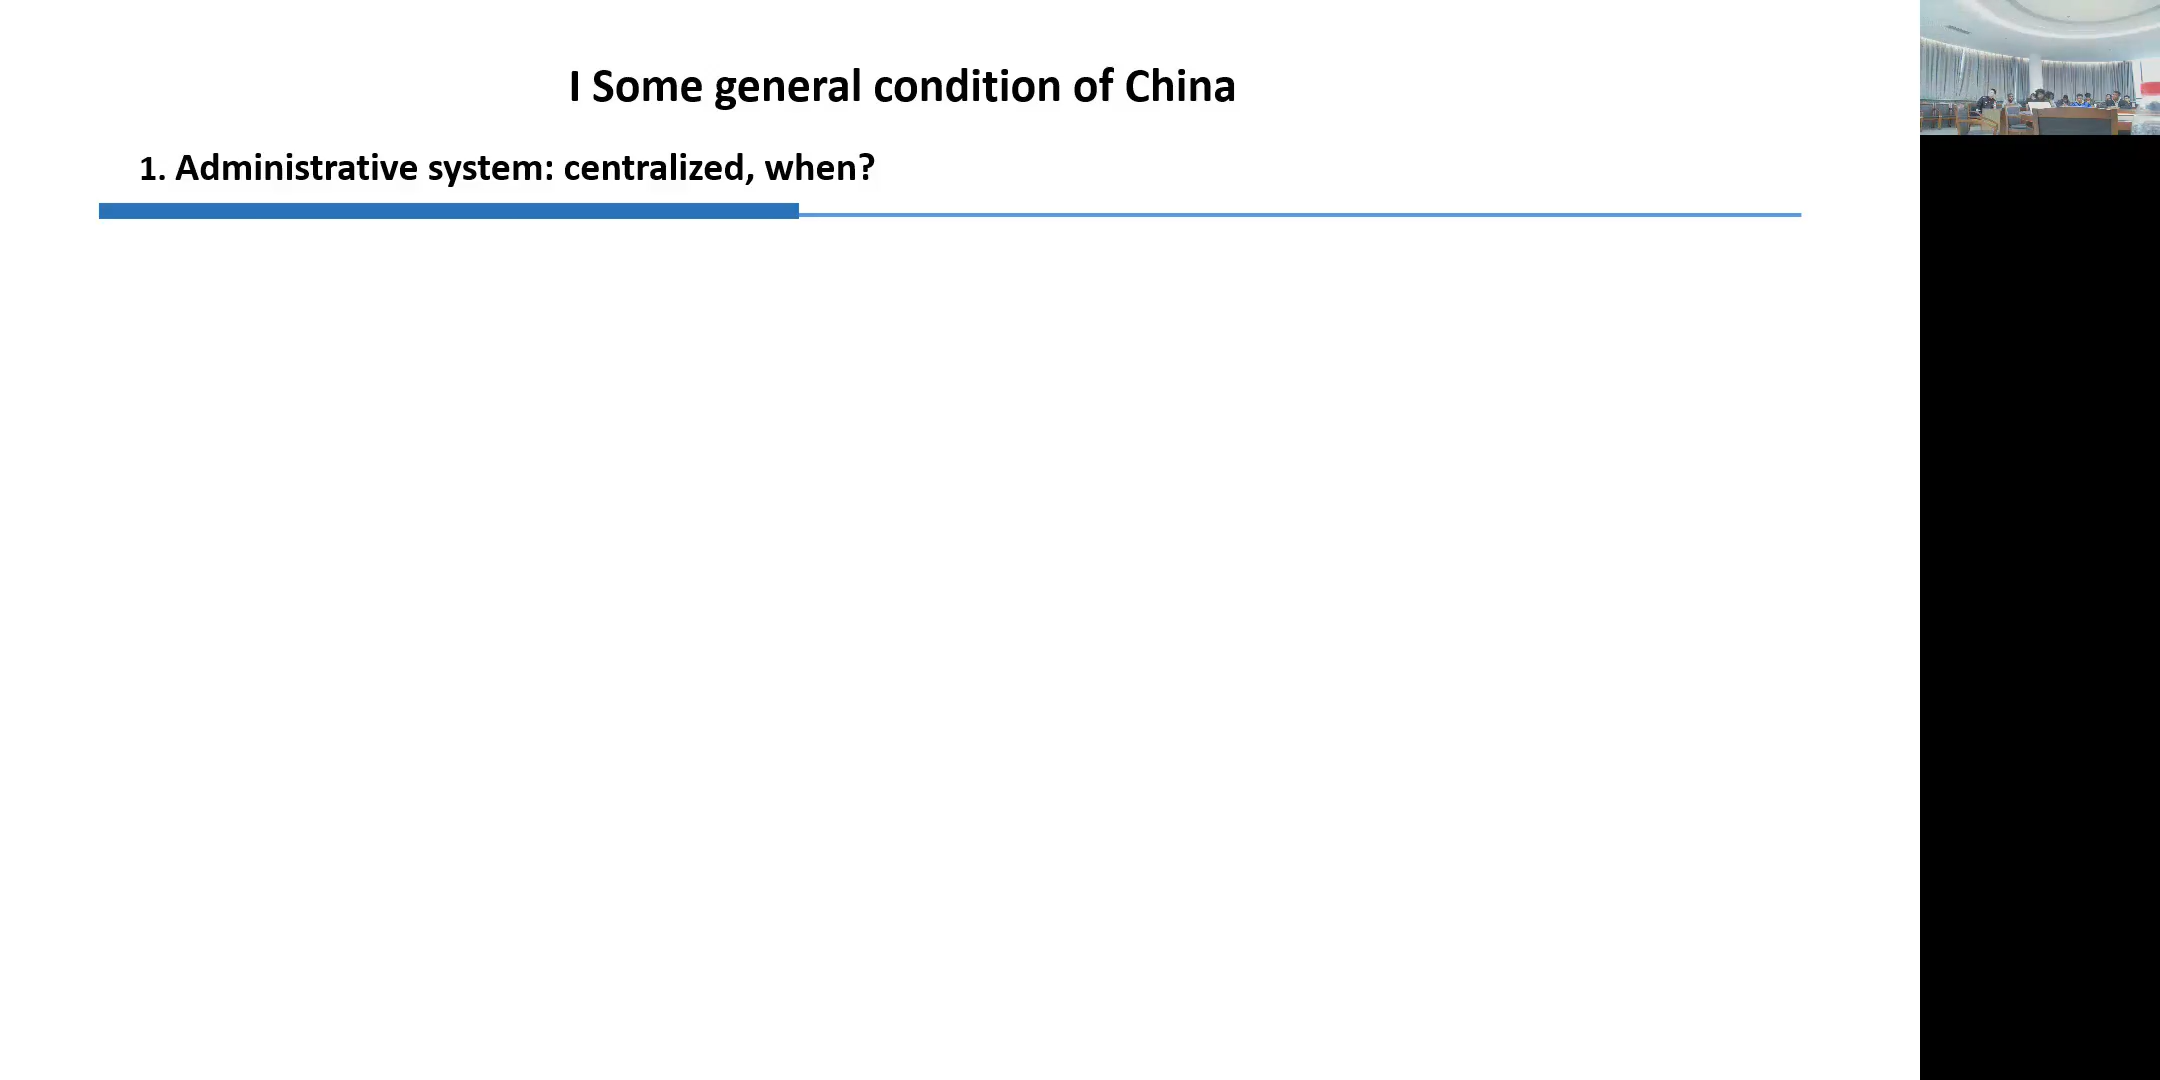 I Some general condition of China
1. Administrative system: centralized, when?